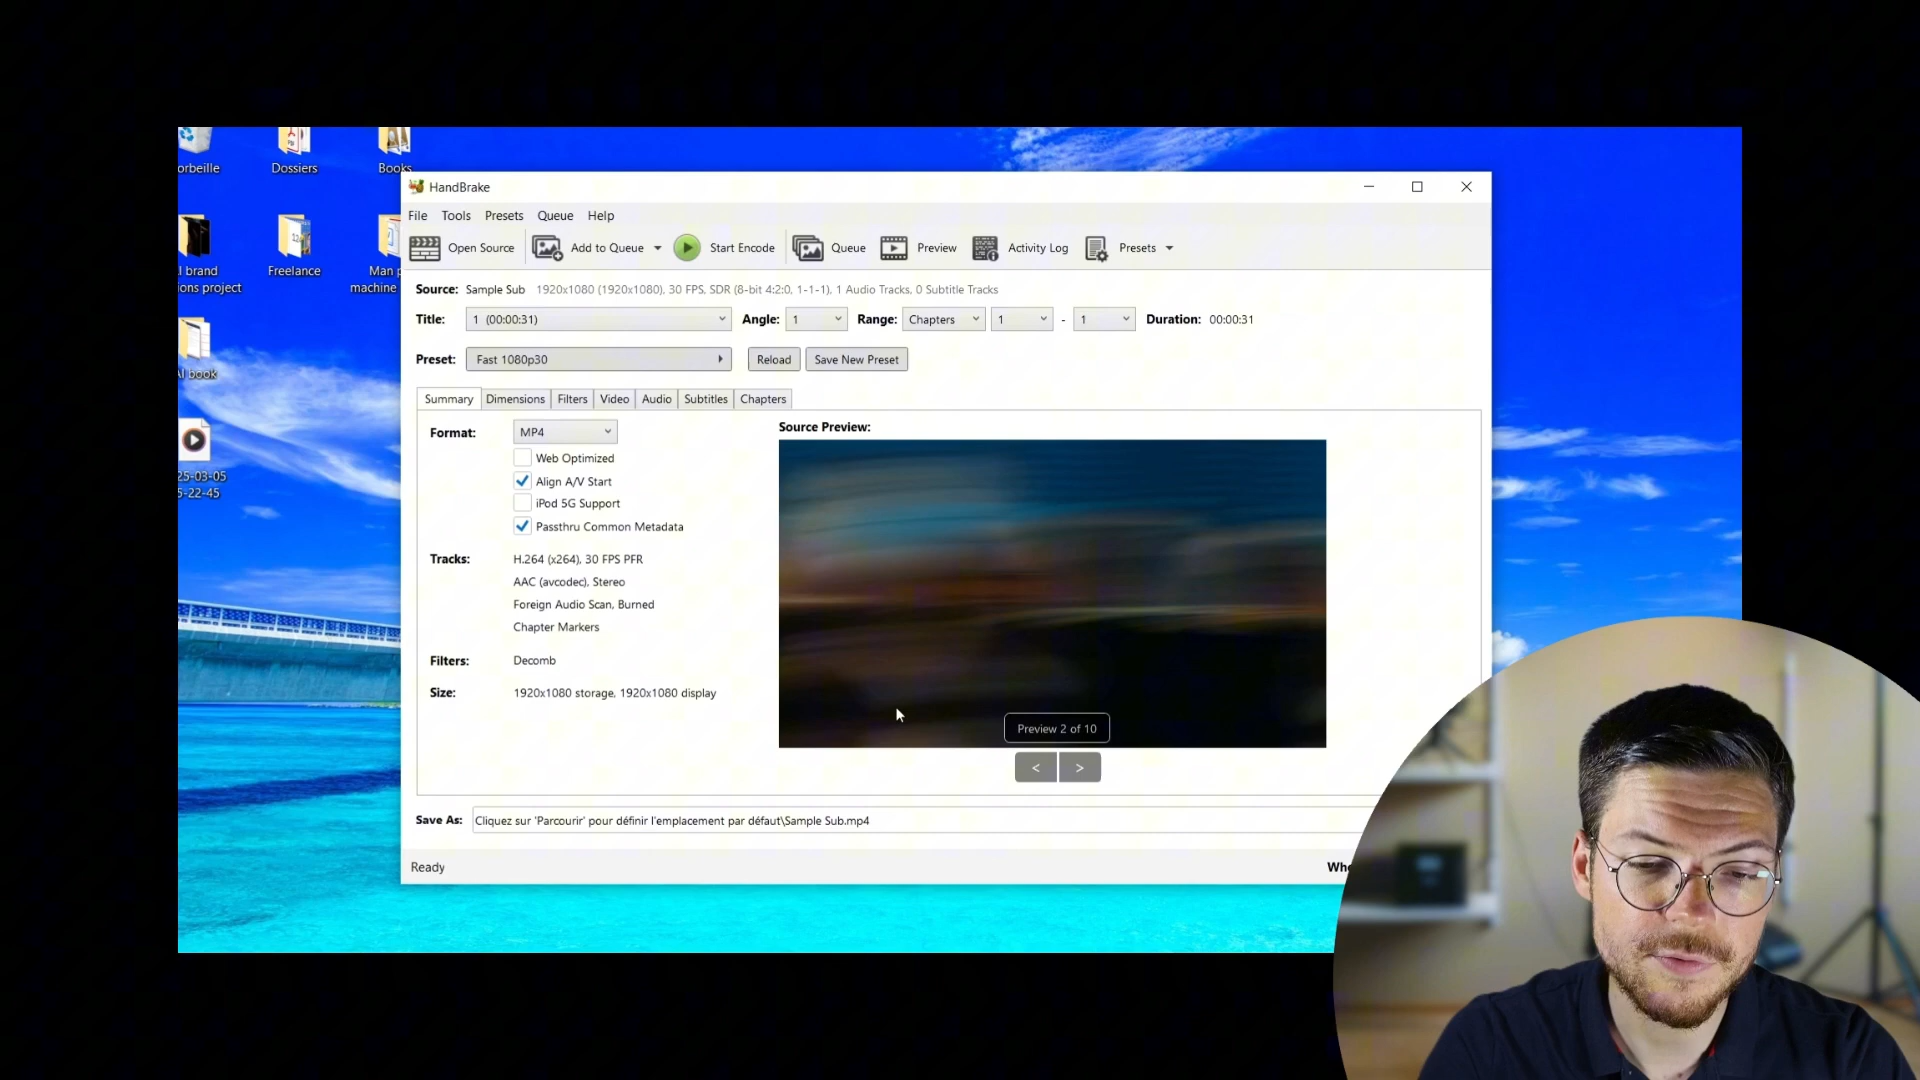 orbeille
Dossiers
Books
l brand
ions project
Freelance
Man p
machine
AI book
25-03-05
5-22-45
HandBrake
File Tools Presets Queue Help
Open Source Add to Queue Start Encode Queue Preview Activity Log Presets
Source: Sample Sub 1920x1080 (1920x1080), 30 FPS, SDR (8-bit 4:2:0, 1-1-1), 1 Audio Tracks, 0 Subtitle Tracks
Title: 1 (00:00:31) Angle: 1 Range: Chapters 1 - 1 Duration: 00:00:31
Preset: Fast 1080p30 Reload Save New Preset
Summary Dimensions Filters Video Audio Subtitles Chapters
Format: MP4
Web Optimized
Align A/V Start
iPod 5G Support
Passthru Common Metadata
Tracks: H.264 (x264), 30 FPS PFR
AAC (avcodec), Stereo
Foreign Audio Scan, Burned
Chapter Markers
Filters: Decomb
Size: 1920x1080 storage, 1920x1080 display
Source Preview:
Preview 2 of 10
< >
Save As: Cliquez sur 'Parcourir' pour définir l'emplacement par défaut\Sample Sub.mp4
Ready
Whe